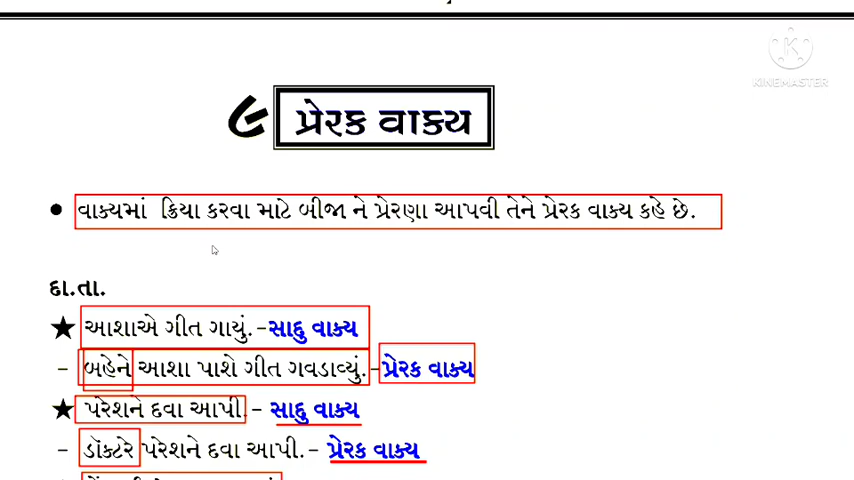 KINEMASTER
૯ પ્રેરક વાક્ય
• વાક્યમાં ક્રિયા કરવા માટે બીજા ને પ્રેરણા આપવી તેને પ્રેરક વાક્ય કહે છે.
દા.તા.
★ આશાએ ગીત ગાયું.-સાદુ વાક્ય
- બહેને આશા પાશે ગીત ગવડાવ્યું.-પ્રેરક વાક્ય
★ પરેશને દવા આપી.- સાદુ વાક્ય
- ડૉક્ટરે પરેશને દવા આપી.- પ્રેરક વાક્ય